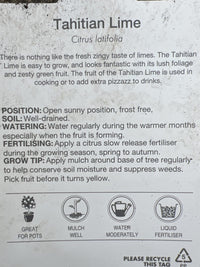 Tahitian Lime
Citrus latifolia
There is nothing like the fresh zingy taste of limes. The Tahitian
Lime is easy to grow, and looks fantastic with its lush foliage
and zesty green fruit. The fruit of the Tahitian Lime is used in
cooking or to add extra pizzazz to drinks.
POSITION: Open sunny position, frost free.
SOIL: Well-drained.
WATERING: Water regularly during the warmer months
especially when the fruit is forming.
FERTILISING: Apply a citrus slow release fertiliser
during the growing season, spring to autumn.
GROW TIP: Apply mulch around base of tree regularly
to help conserve soil moisture and suppress weeds.
Pick fruit before it turns yellow.
GREAT
FOR POTS
MULCH
WELL
WATER
MODERATELY
LIQUID
FERTILISER
PLEASE RECYCLE
THIS TAG
5
PP